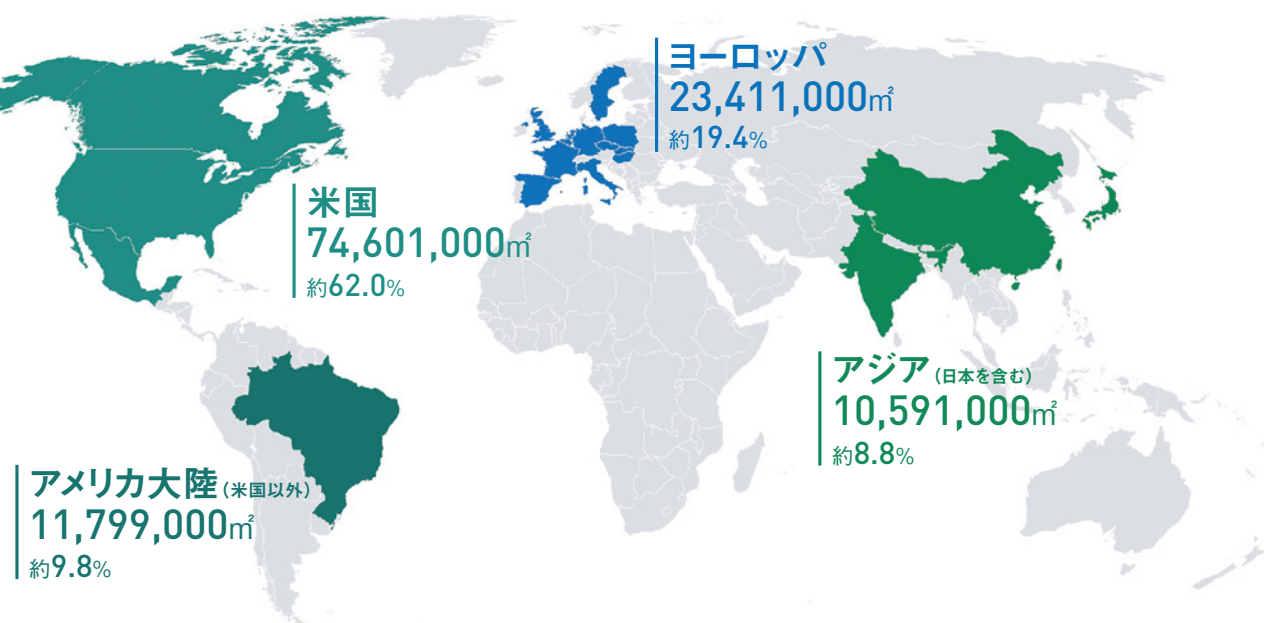 ヨーロッパ
23,411,000㎡
約19.4%
米国
74,601,000㎡
約62.0%
アジア(日本を含む)
10,591,000㎡
約8.8%
アメリカ大陸(米国以外)
11,799,000㎡
約9.8%